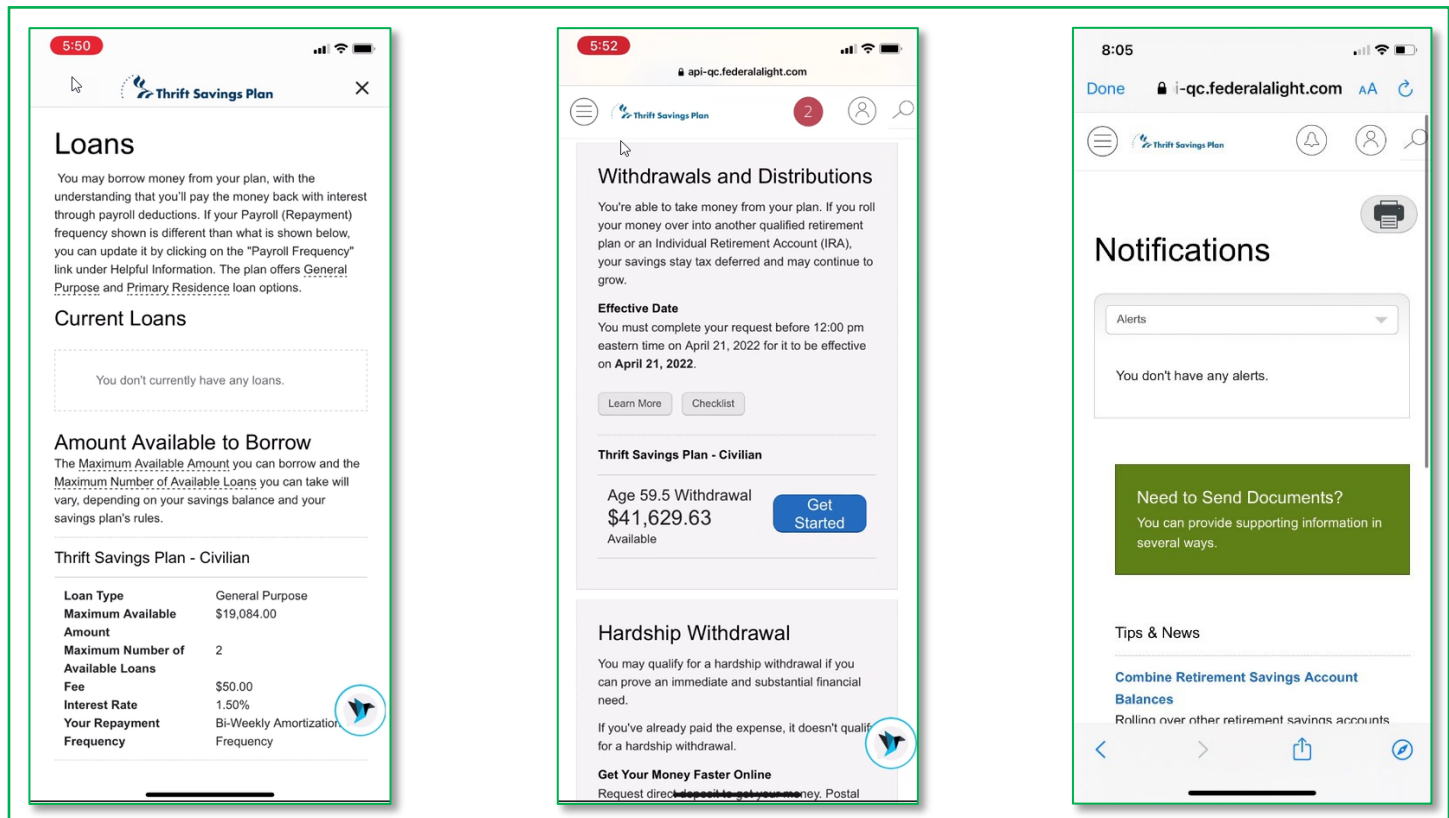 5:50
Thrift Savings Plan
Loans
You may borrow money from your plan, with the
understanding that you'll pay the money back with interest
through payroll deductions. If your Payroll (Repayment)
frequency shown is different than what is shown below,
you can update it by clicking on the "Payroll Frequency"
link under Helpful Information. The plan offers General
Purpose and Primary Residence loan options.
Current Loans
You don't currently have any loans.
Amount Available to Borrow
The Maximum Available Amount you can borrow and the
Maximum Number of Available Loans you can take will
vary, depending on your savings balance and your
savings plan's rules.
Thrift Savings Plan - Civilian
Loan Type General Purpose
Maximum Available $19,084.00
Amount
Maximum Number of 2
Available Loans
Fee $50.00
Interest Rate 1.50%
Your Repayment Bi-Weekly Amortization
Frequency Frequency
5:52
api-qc.federalalight.com
Thrift Savings Plan
2
Withdrawals and Distributions
You're able to take money from your plan. If you roll
your money over into another qualified retirement
plan or an Individual Retirement Account (IRA),
your savings stay tax deferred and may continue to
grow.
Effective Date
You must complete your request before 12:00 pm
eastern time on April 21, 2022 for it to be effective
on April 21, 2022.
Learn More Checklist
Thrift Savings Plan - Civilian
Age 59.5 Withdrawal
$41,629.63
Available
Get
Started
Hardship Withdrawal
You may qualify for a hardship withdrawal if you
can prove an immediate and substantial financial
need.
If you've already paid the expense, it doesn't qualify
for a hardship withdrawal.
Get Your Money Faster Online
Request direct deposit to get your money. Postal
8:05
Done i-qc.federalalight.com AA
Thrift Savings Plan
Notifications
Alerts
You don't have any alerts.
Need to Send Documents?
You can provide supporting information in
several ways.
Tips & News
Combine Retirement Savings Account
Balances
Rolling over other retirement savings accounts